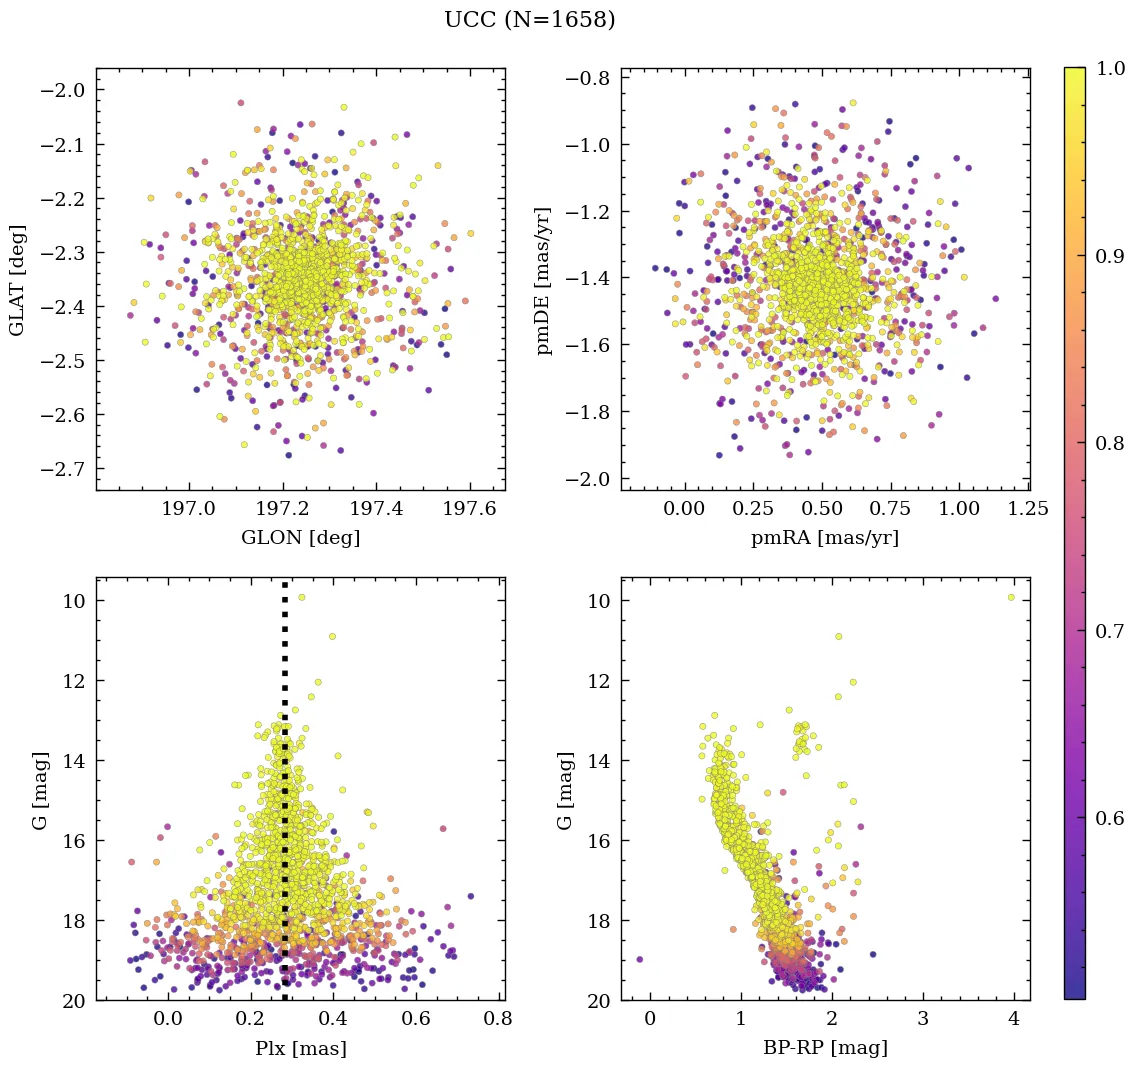 UCC (N=1658)
−2.0
−2.1
−2.2
−2.3
−2.4
−2.5
−2.6
−2.7
GLAT [deg]
197.0 197.2 197.4 197.6
GLON [deg]
−0.8
−1.0
−1.2
−1.4
−1.6
−1.8
−2.0
pmDE [mas/yr]
0.00 0.25 0.50 0.75 1.00 1.25
pmRA [mas/yr]
10
12
14
16
18
20
G [mag]
0.0 0.2 0.4 0.6 0.8
Plx [mas]
10
12
14
16
18
20
G [mag]
0 1 2 3 4
BP-RP [mag]
1.0
0.9
0.8
0.7
0.6